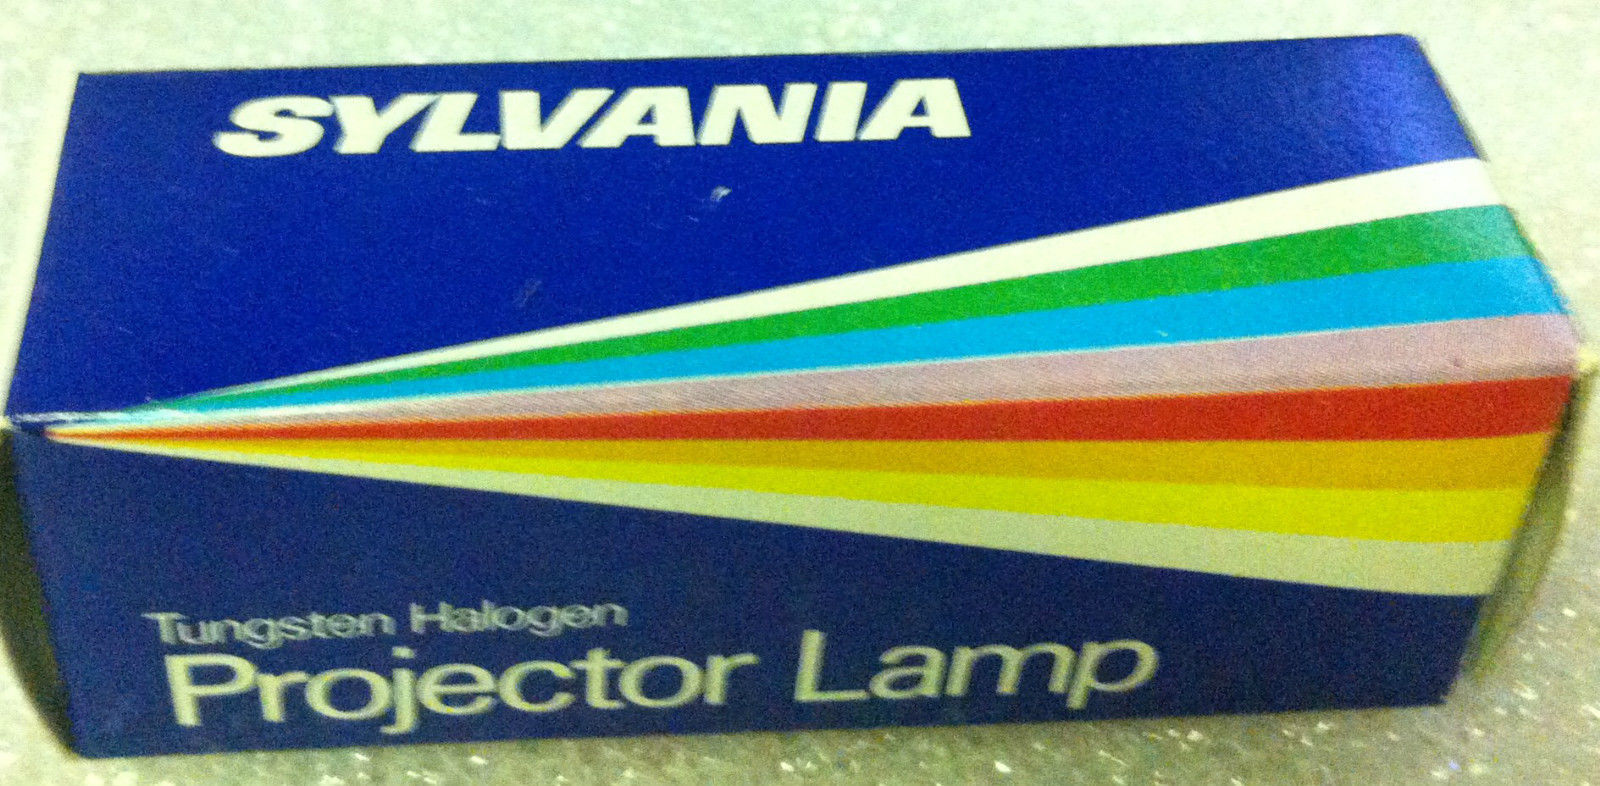 SYLVANIA
Tungsten Halogen
Projector Lamp